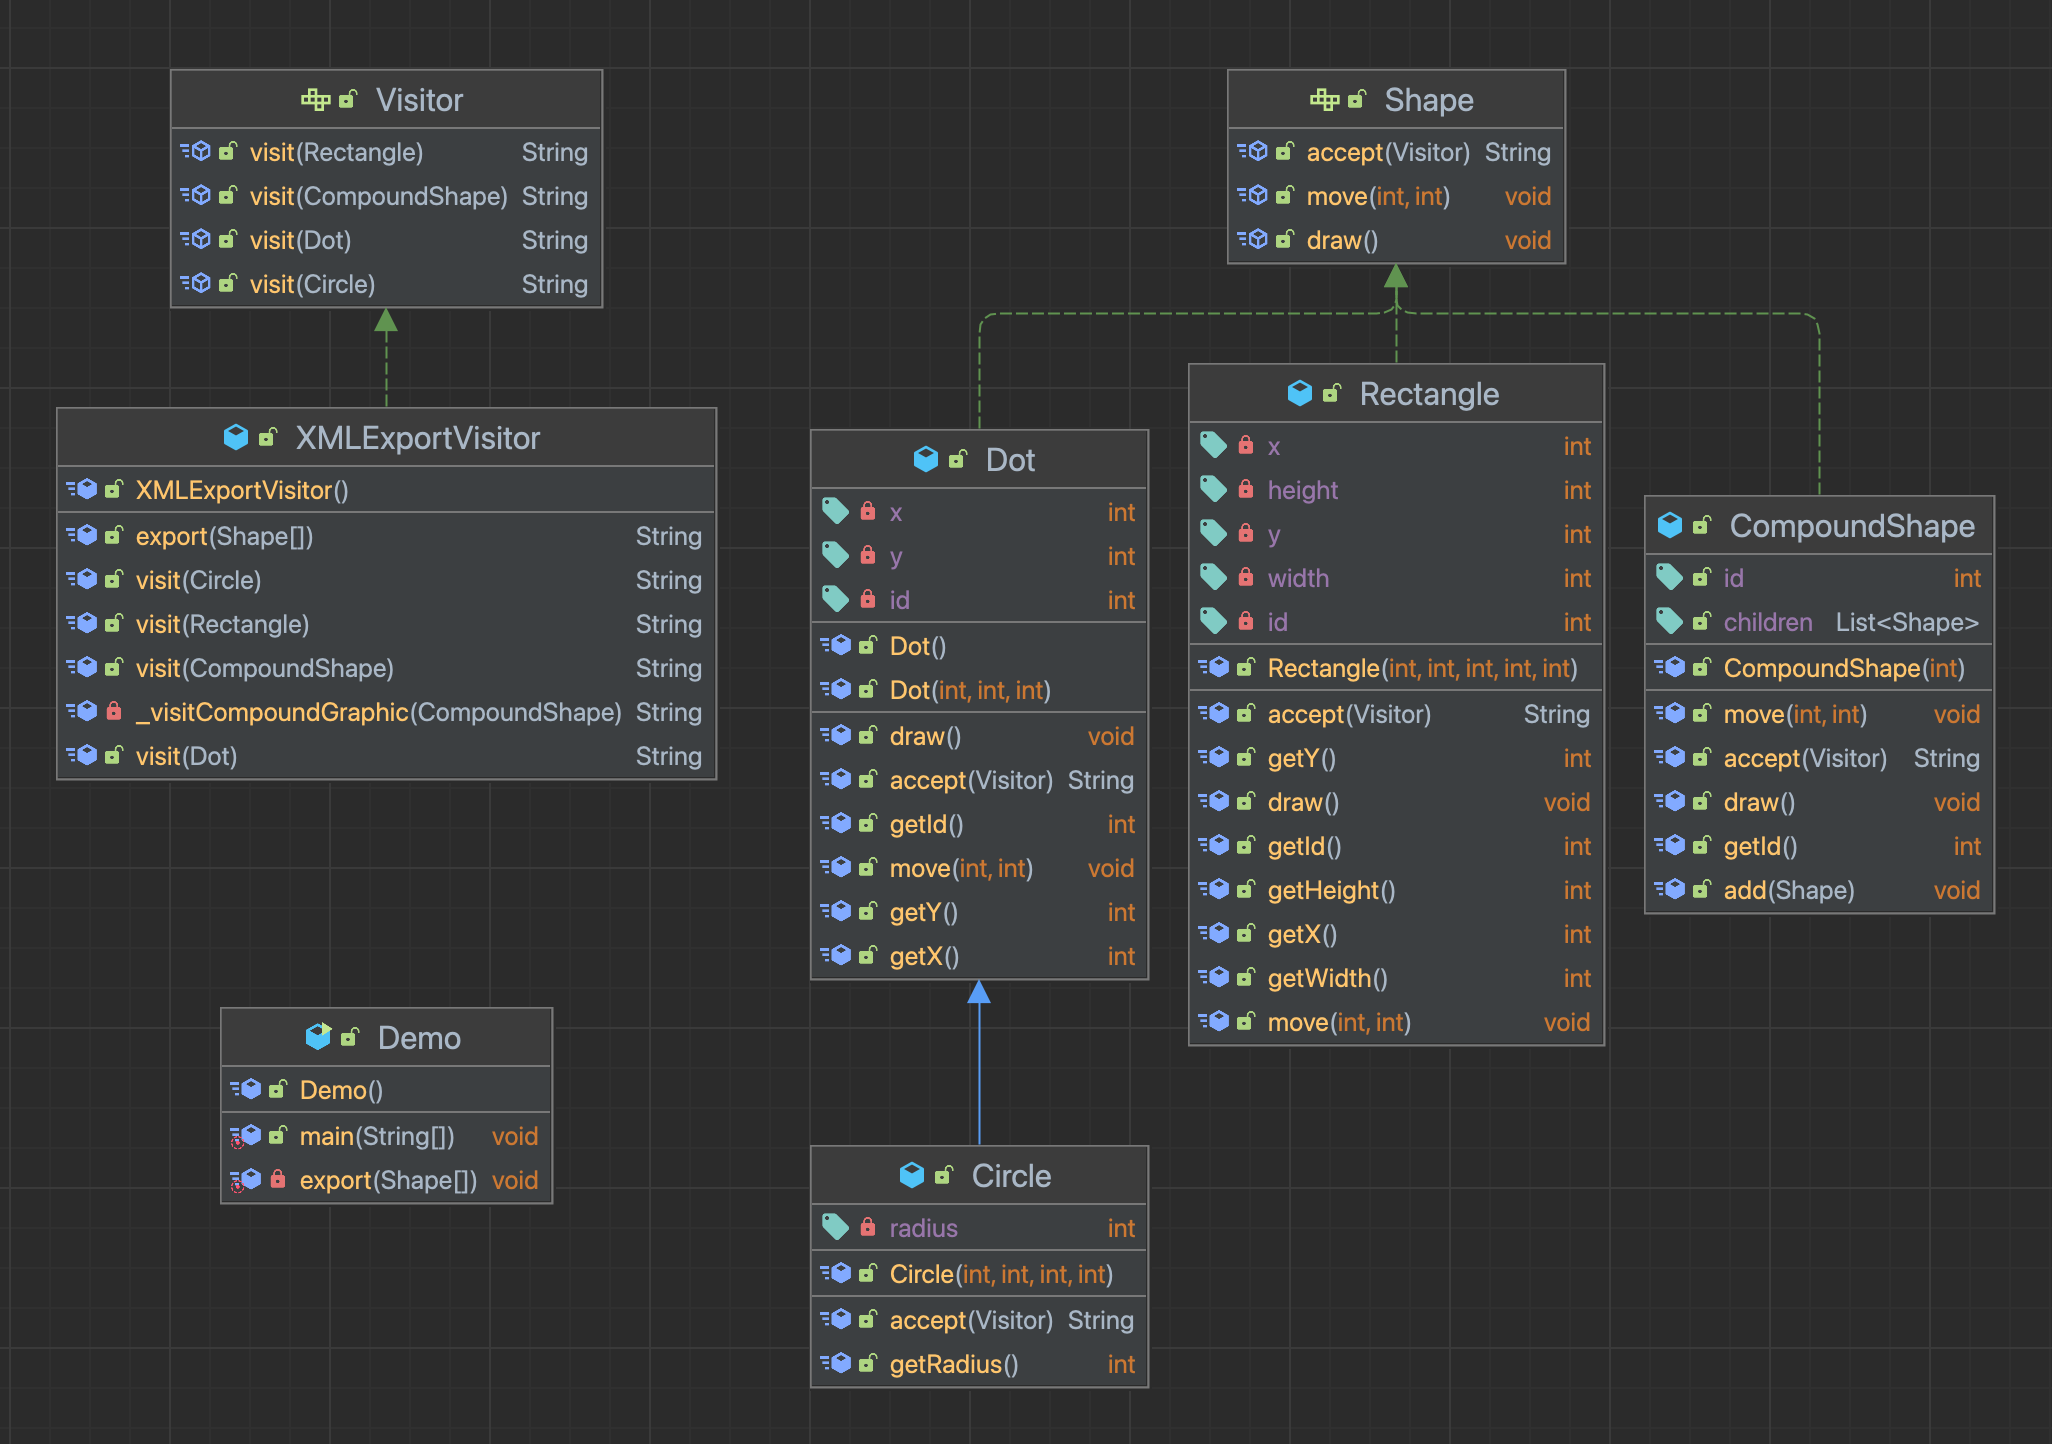 Visitor
visit(Rectangle) String
visit(CompoundShape) String
visit(Dot) String
visit(Circle) String
Shape
accept(Visitor) String
move(int, int) void
draw() void
XMLExportVisitor
XMLExportVisitor()
export(Shape[]) String
visit(Circle) String
visit(Rectangle) String
visit(CompoundShape) String
_visitCompoundGraphic(CompoundShape) String
visit(Dot) String
Dot
x int
y int
id int
Dot()
Dot(int, int, int)
draw() void
accept(Visitor) String
getId() int
move(int, int) void
getY() int
getX() int
Rectangle
x int
height int
y int
width int
id int
Rectangle(int, int, int, int, int)
accept(Visitor) String
getY() int
draw() void
getId() int
getHeight() int
getX() int
getWidth() int
move(int, int) void
CompoundShape
id int
children List<Shape>
CompoundShape(int)
move(int, int) void
accept(Visitor) String
draw() void
getId() int
add(Shape) void
Demo
Demo()
main(String[]) void
export(Shape[]) void
Circle
radius int
Circle(int, int, int, int)
accept(Visitor) String
getRadius() int